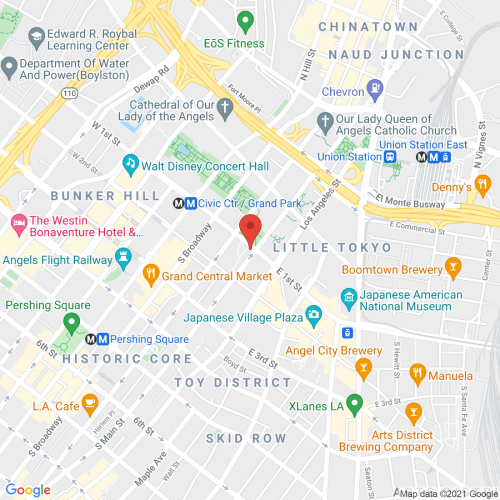 CHINATOWN
Edward R. Roybal
Learning Center
EōS Fitness
N Hill St
E College St
NAUD JUNCTION
Department Of Water
And Power(Boylston)
Dewap Rd
Fort Moore Pl
Chevron
110
Cathedral of Our
Lady of the Angels
Our Lady Queen of
Angels Catholic Church
N Vignes St
W 1st St
W 2nd St
Walt Disney Concert Hall
Union Station East
Union Station
Denny's
BUNKER HILL
Los Angeles St
El Monte Busway
Civic Ctr / Grand Park
The Westin
Bonaventure Hotel &...
S Broadway
E Commercial St
Center St
LITTLE TOKYO
Angels Flight Railway
Grand Central Market
E 1st St
Boomtown Brewery
Pershing Square
Japanese American
National Museum
Japanese Village Plaza
Pershing Square
6th St
HISTORIC CORE
E 3rd St
Angel City Brewery
S Hewitt St
Boyd St
TOY DISTRICT
Manuela
L.A. Cafe
Harlem Pl
XLanes LA
E 3rd St
S Santa Fe Ave
S Broadway
S Main St
6th St
SKID ROW
Arts District
Brewing Company
Maple Ave
Wall St
Seaton St
Google
Map data ©2021 Google